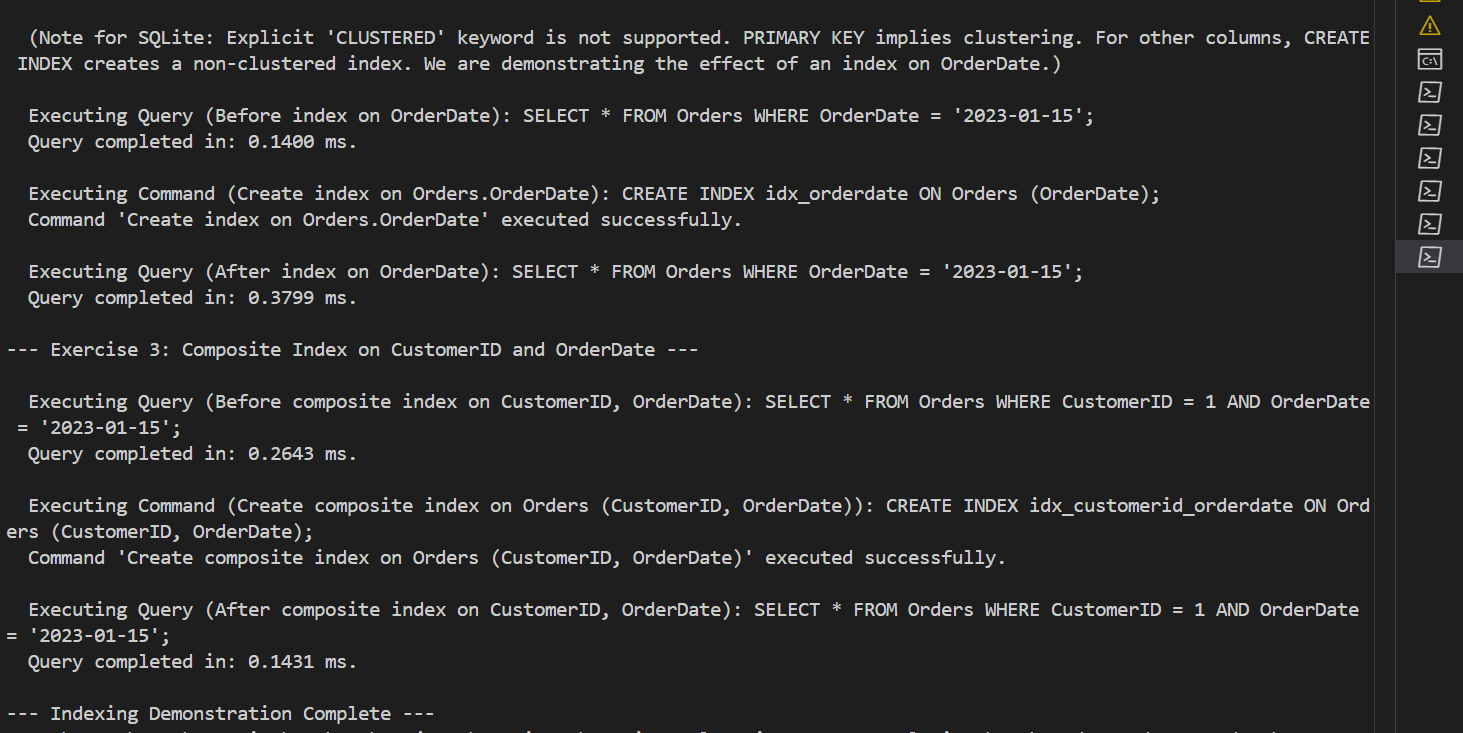 (Note for SQLite: Explicit 'CLUSTERED' keyword is not supported. PRIMARY KEY implies clustering. For other columns, CREATE
INDEX creates a non-clustered index. We are demonstrating the effect of an index on OrderDate.)
Executing Query (Before index on OrderDate): SELECT * FROM Orders WHERE OrderDate = '2023-01-15';
Query completed in: 0.1400 ms.
Executing Command (Create index on Orders.OrderDate): CREATE INDEX idx_orderdate ON Orders (OrderDate);
Command 'Create index on Orders.OrderDate' executed successfully.
Executing Query (After index on OrderDate): SELECT * FROM Orders WHERE OrderDate = '2023-01-15';
Query completed in: 0.3799 ms.
--- Exercise 3: Composite Index on CustomerID and OrderDate ---
Executing Query (Before composite index on CustomerID, OrderDate): SELECT * FROM Orders WHERE CustomerID = 1 AND OrderDate
= '2023-01-15';
Query completed in: 0.2643 ms.
Executing Command (Create composite index on Orders (CustomerID, OrderDate)): CREATE INDEX idx_customerid_orderdate ON Ord
ers (CustomerID, OrderDate);
Command 'Create composite index on Orders (CustomerID, OrderDate)' executed successfully.
Executing Query (After composite index on CustomerID, OrderDate): SELECT * FROM Orders WHERE CustomerID = 1 AND OrderDate
= '2023-01-15';
Query completed in: 0.1431 ms.
--- Indexing Demonstration Complete ---